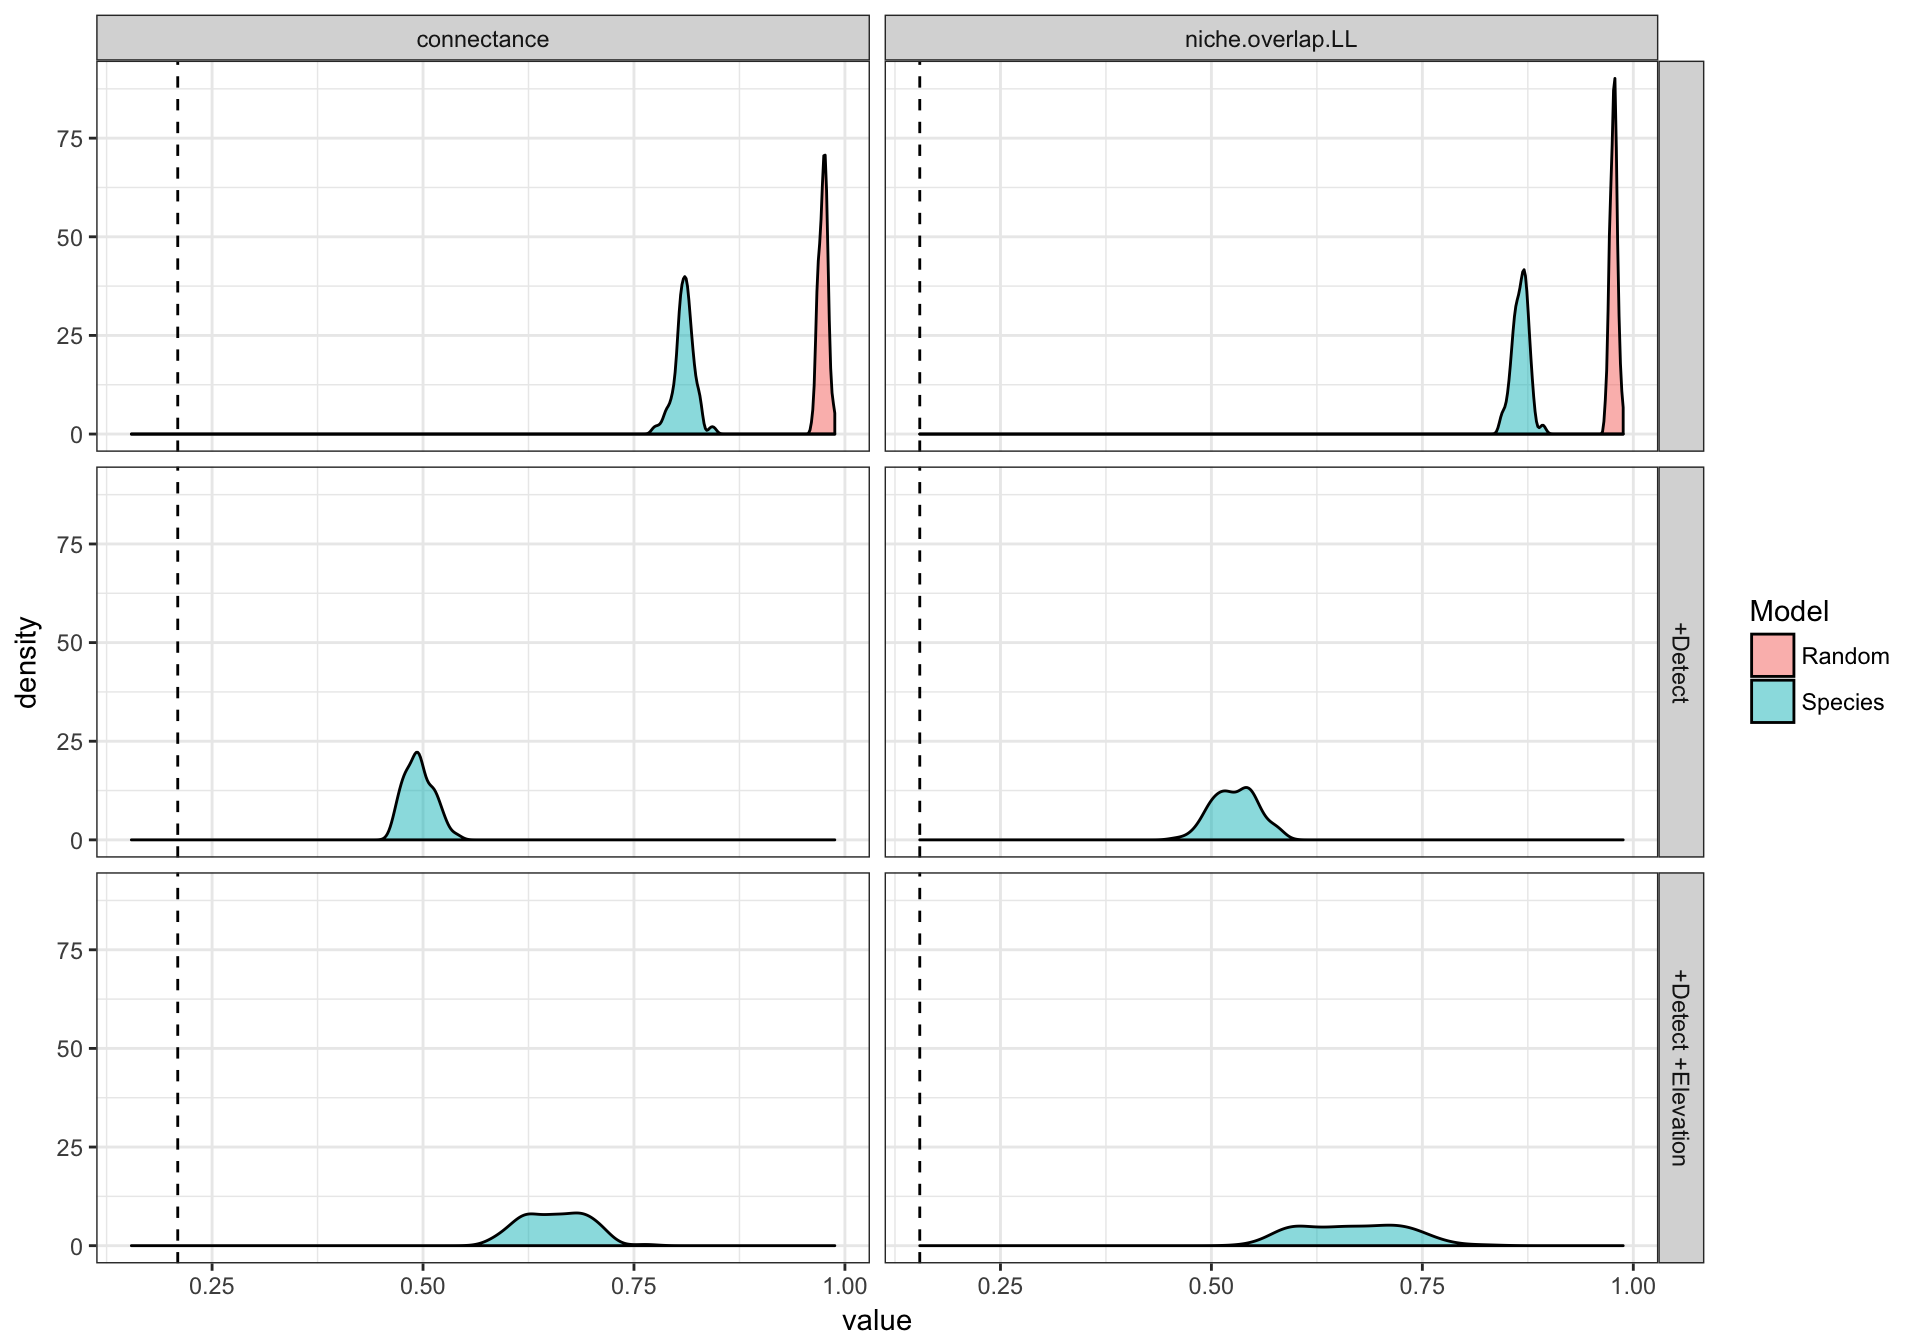 connectance
niche.overlap.LL
75
50
25
0
75
50
25
0
+Detect
75
50
25
0
+Detect +Elevation
0.25
0.50
0.75
1.00
0.25
0.50
0.75
1.00
value
density
Model
Random
Species